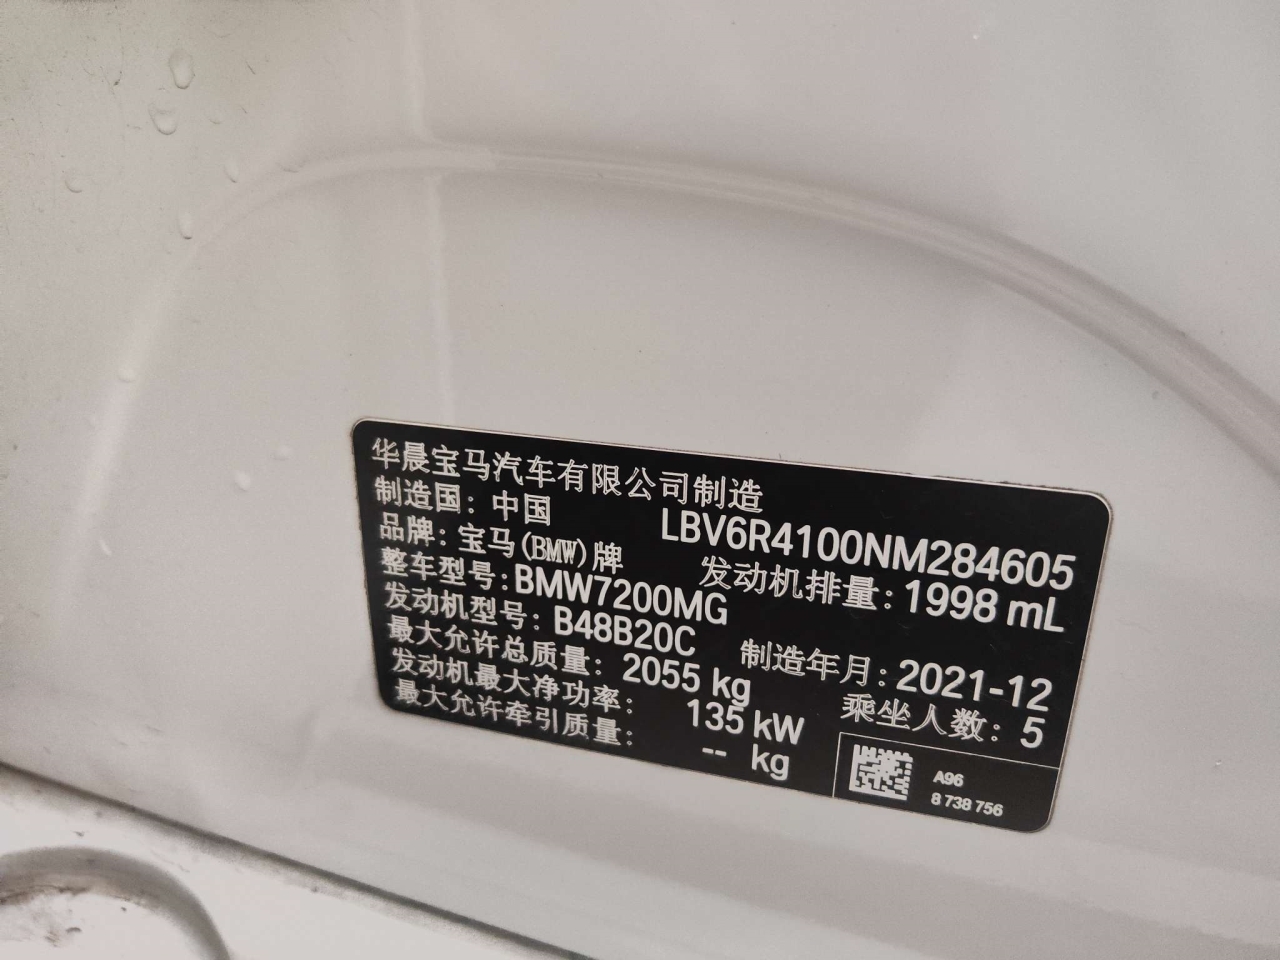 华晨宝马汽车有限公司制造
制造国：中国 LBV6R4100NM284605
品牌：宝马(BMW)牌
整车型号：BMW7200MG 发动机排量：1998 mL
发动机型号：B48B20C
最大允许总质量：2055 kg 制造年月：2021-12
发动机最大净功率：135 kW 乘坐人数：5
最大允许牵引质量：-- kg
A96
8 738 756